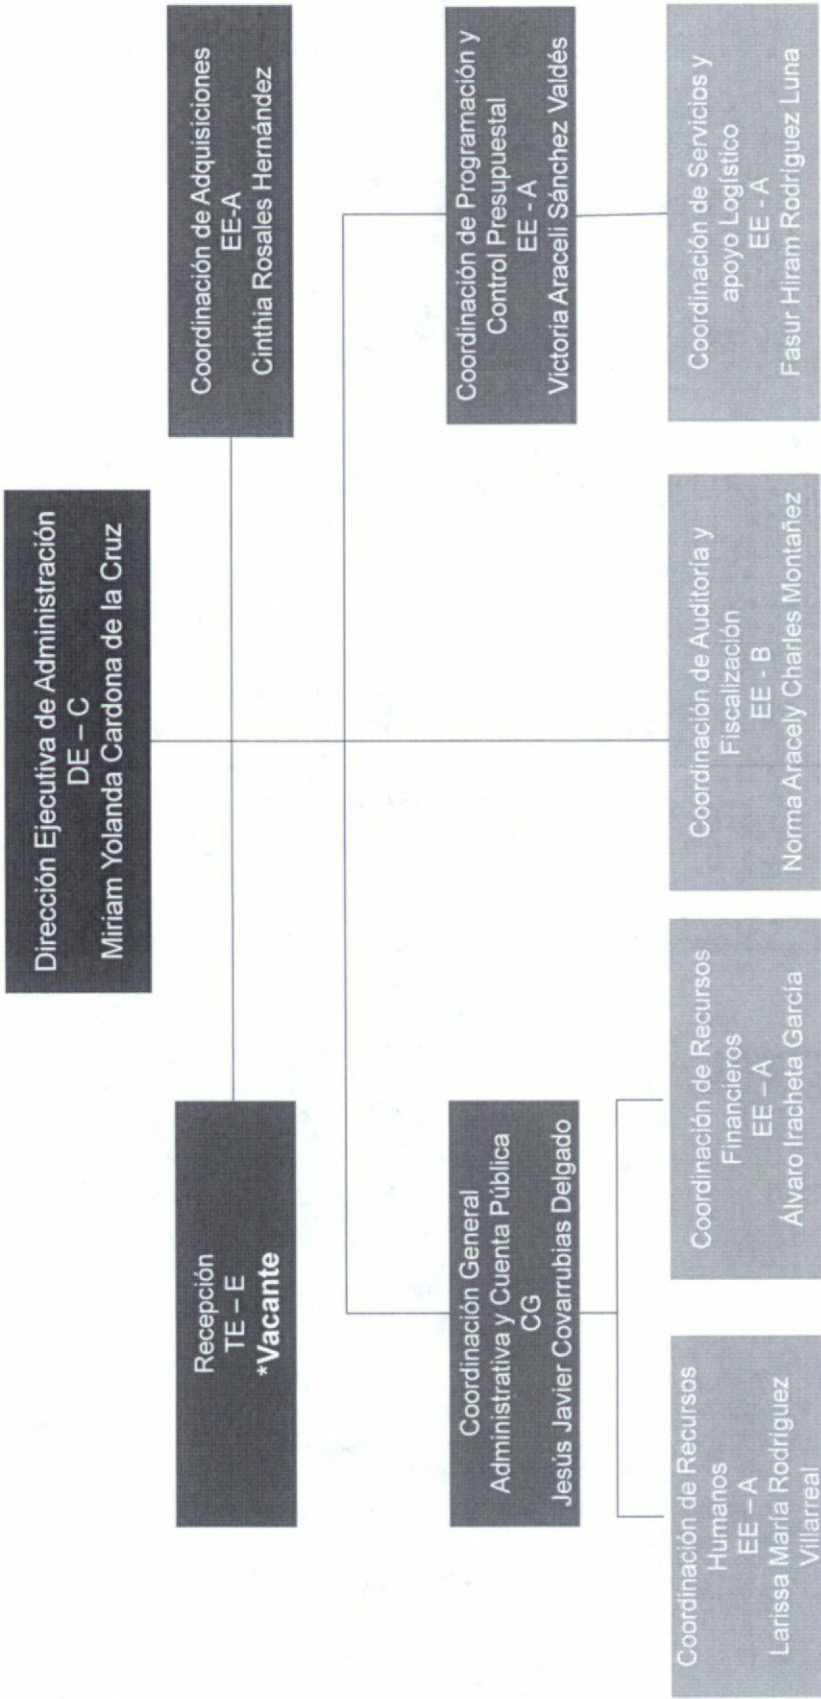 Dirección Ejecutiva de Administración
DE – C
Miriam Yolanda Cardona de la Cruz
Recepción
TE – E
*Vacante
Coordinación de Adquisiciones
EE-A
Cinthia Rosales Hernández
Coordinación General
Administrativa y Cuenta Pública
CG
Jesús Javier Covarrubias Delgado
Coordinación de Programación y
Control Presupuestal
EE - A
Victoria Araceli Sánchez Valdés
Coordinación de Recursos
Humanos
EE – A
Larissa María Rodríguez
Villarreal
Coordinación de Recursos
Financieros
EE – A
Álvaro Iracheta García
Coordinación de Auditoría y
Fiscalización
EE - B
Norma Aracely Charles Montañez
Coordinación de Servicios y
apoyo Logístico
EE - A
Fasur Hiram Rodríguez Luna